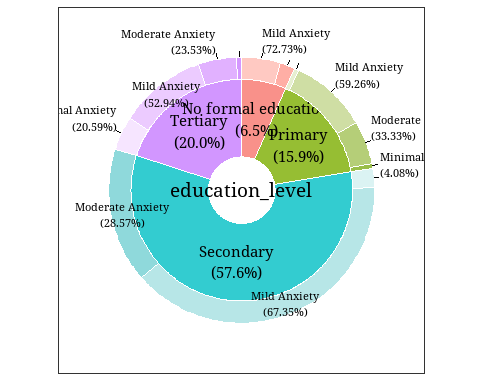 Moderate Anxiety
(23.53%)
Mild Anxiety
(72.73%)
Mild Anxiety
(59.26%)
Mild Anxiety
(52.94%)
nal Anxiety
(20.59%)
No formal educatio
(6.5%)
Tertiary
(20.0%)
Primary
(15.9%)
Moderate
(33.33%)
Minimal
(4.08%)
education_level
Moderate Anxiety
(28.57%)
Secondary
(57.6%)
Mild Anxiety
(67.35%)